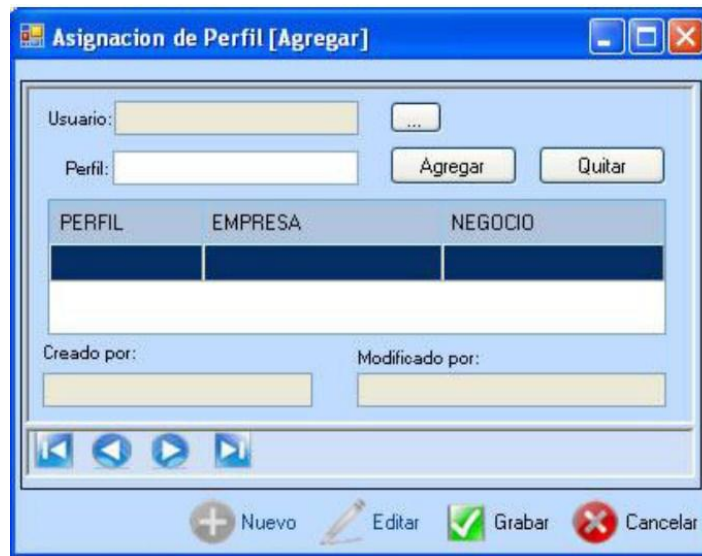 Asignacion de Perfil [Agregar]
Usuario: ...
Perfil: Agregar Quitar
PERFIL EMPRESA NEGOCIO
Creado por: Modificado por:
Nuevo Editar Grabar Cancelar